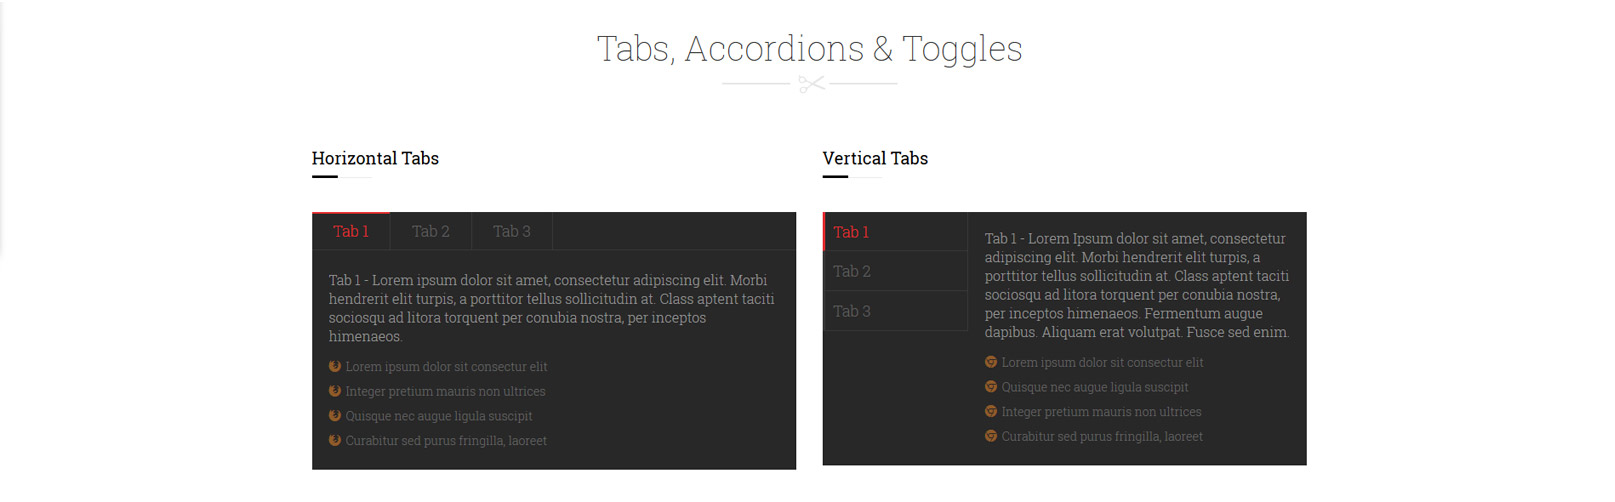 Tabs, Accordions & Toggles
Horizontal Tabs
Tab 1
Tab 2
Tab 3
Tab 1 - Lorem ipsum dolor sit amet, consectetur adipiscing elit. Morbi
hendrerit elit turpis, a porttitor tellus sollicitudin at. Class aptent taciti
sociosqu ad litora torquent per conubia nostra, per inceptos
himenaeos.
Lorem ipsum dolor sit consectur elit
Integer pretium mauris non ultrices
Quisque nec augue ligula suscipit
Curabitur sed purus fringilla, laoreet
Vertical Tabs
Tab 1
Tab 2
Tab 3
Tab 1 - Lorem Ipsum dolor sit amet, consectetur
adipiscing elit. Morbi hendrerit elit turpis, a
porttitor tellus sollicitudin at. Class aptent taciti
sociosqu ad litora torquent per conubia nostra,
per inceptos himenaeos. Fermentum augue
dapibus. Aliquam erat volutpat. Fusce sed enim.
Lorem ipsum dolor sit consectur elit
Quisque nec augue ligula suscipit
Integer pretium mauris non ultrices
Curabitur sed purus fringilla, laoreet